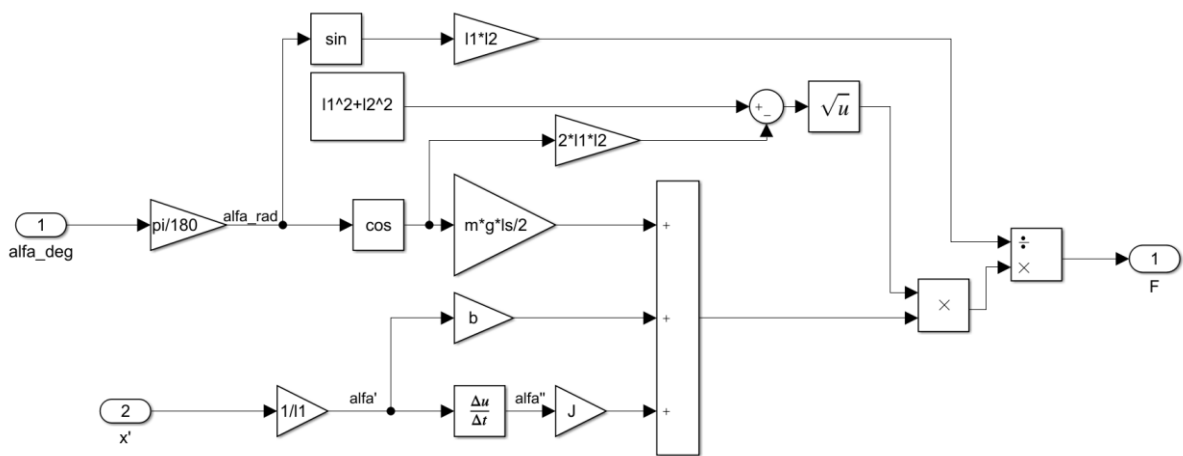 sin
l1*l2
l1^2+l2^2
+
−
√u
2*l1*l2
1
alfa_deg
pi/180
alfa_rad
cos
m*g*ls/2
+
÷
×
1
F
×
b
+
2
x'
1/l1
alfa'
Δu
Δt
alfa''
J
+